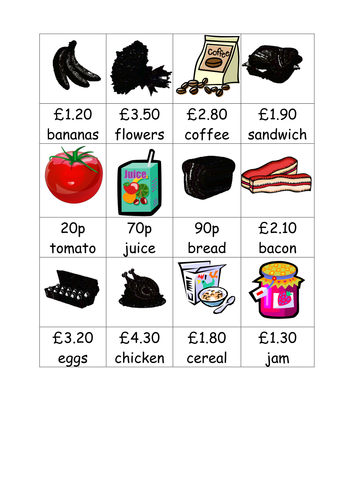 Coffee
£1.20 £3.50 £2.80 £1.90
bananas flowers coffee sandwich
Juice
20p 70p 90p £2.10
tomato juice bread bacon
£3.20 £4.30 £1.80 £1.30
eggs chicken cereal jam